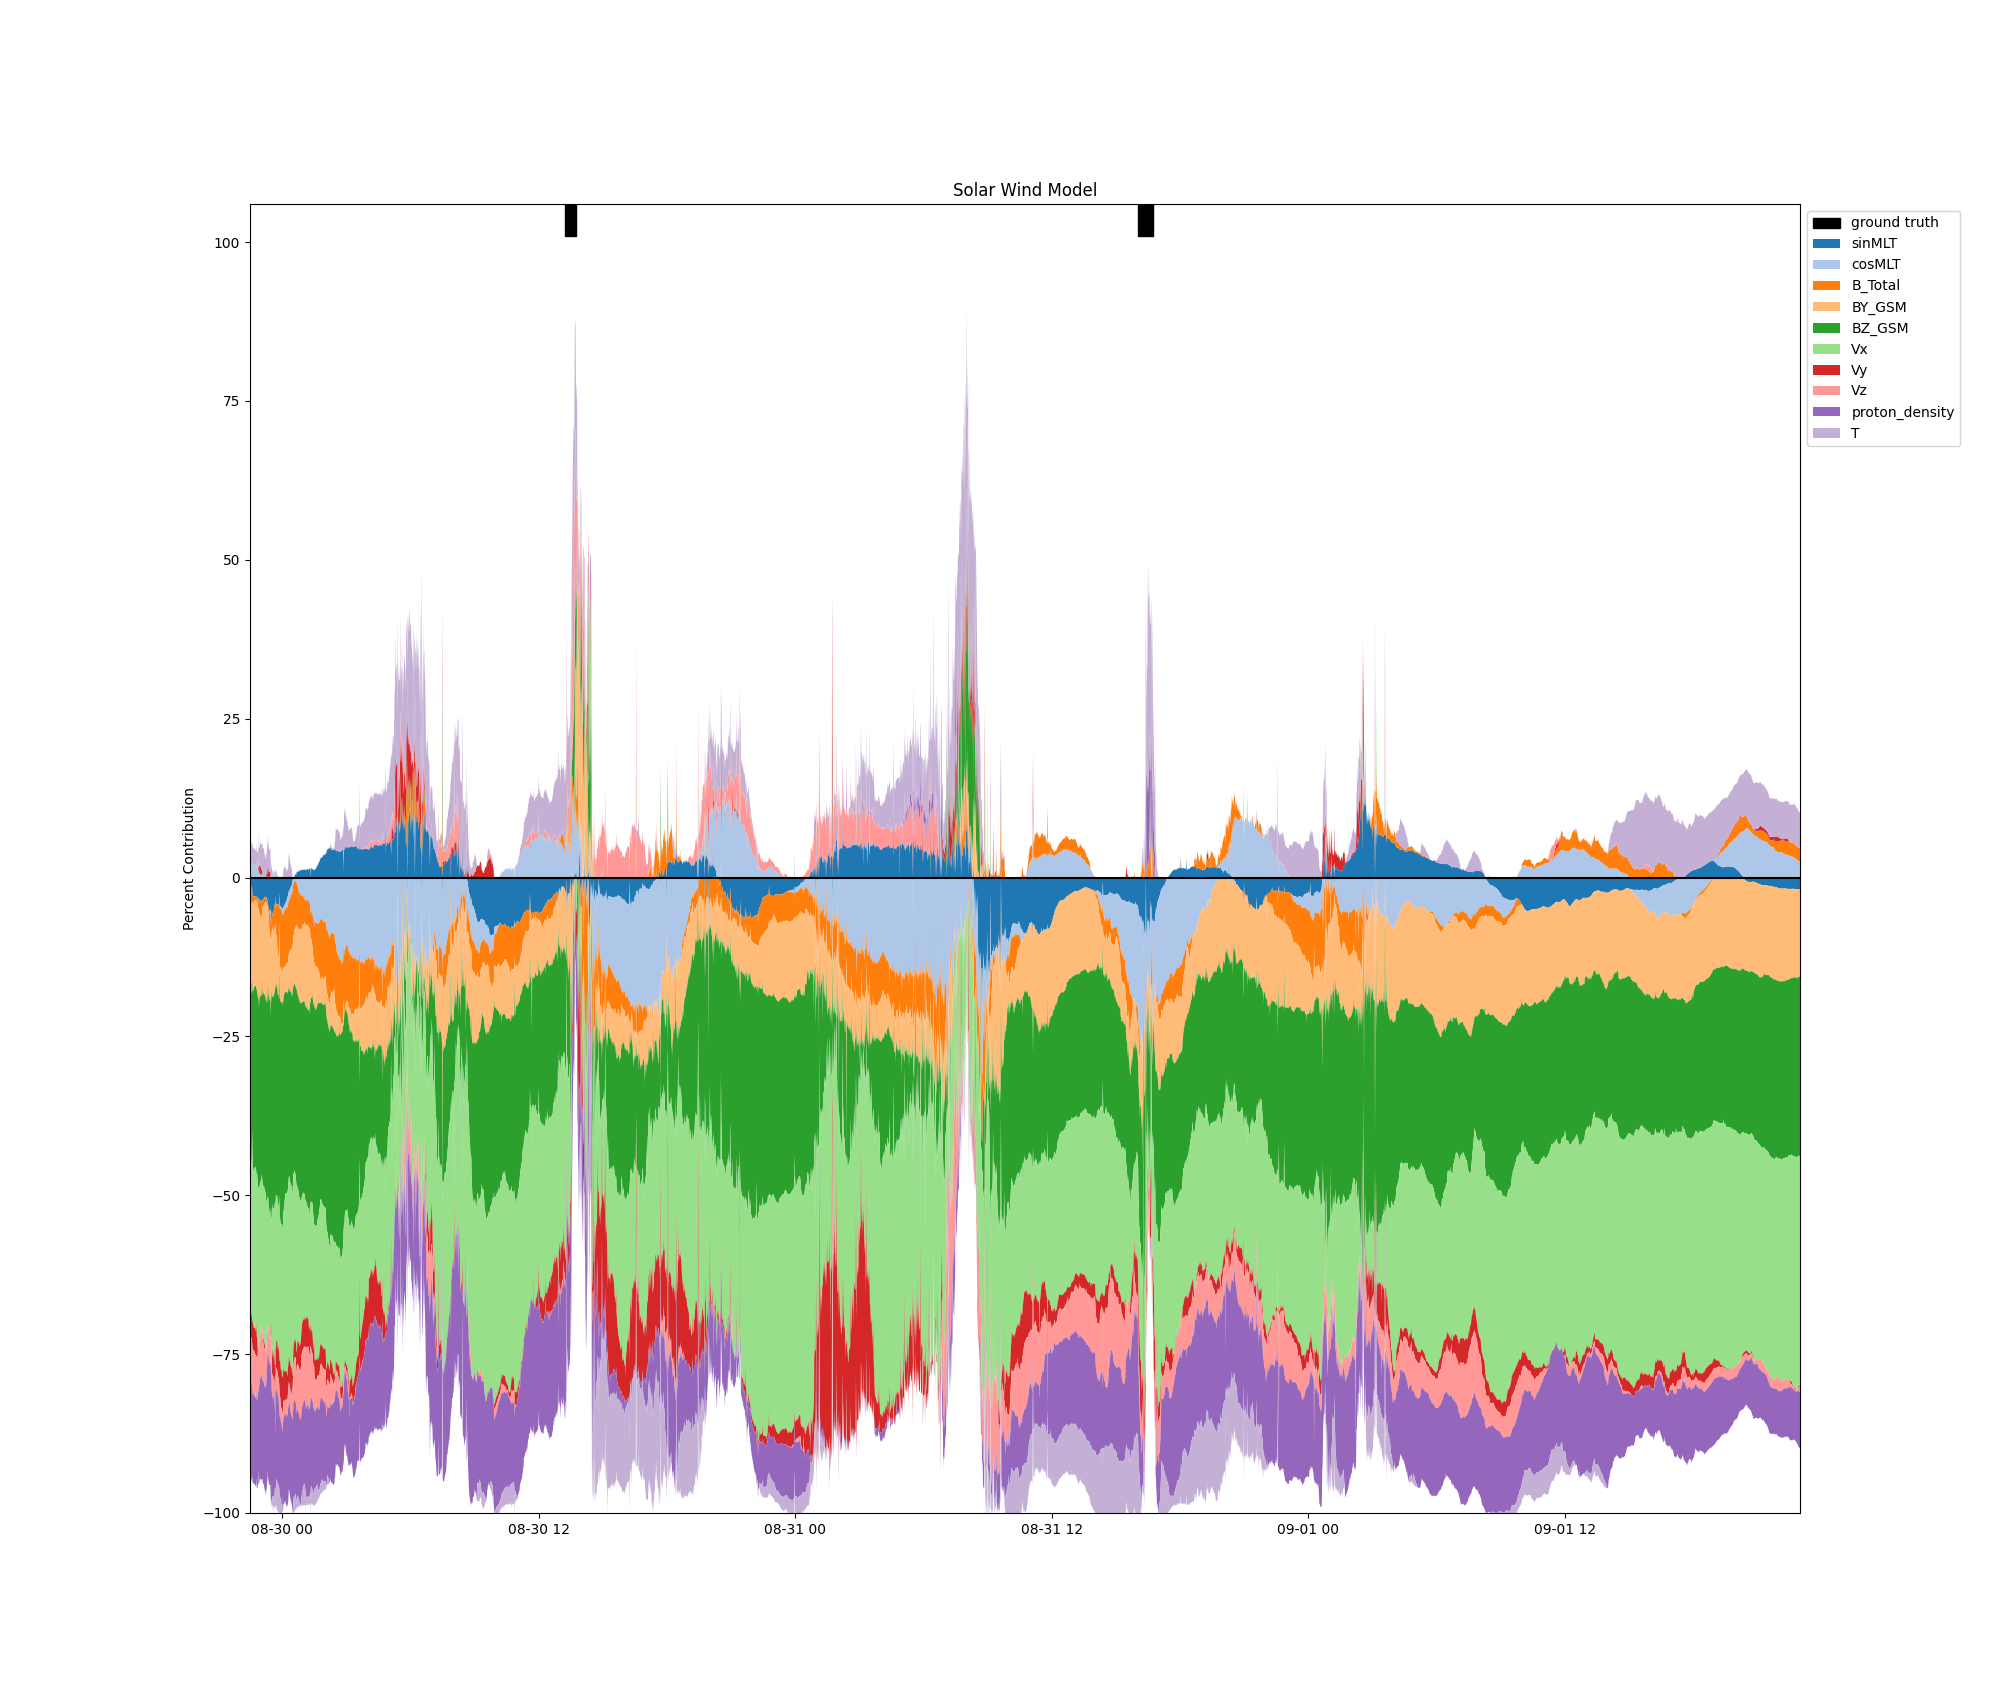 Solar Wind Model
100
75
50
25
0
−25
−50
−75
−100
Percent Contribution
08-30 00
08-30 12
08-31 00
08-31 12
09-01 00
09-01 12
ground truth
sinMLT
cosMLT
B_Total
BY_GSM
BZ_GSM
Vx
Vy
Vz
proton_density
T